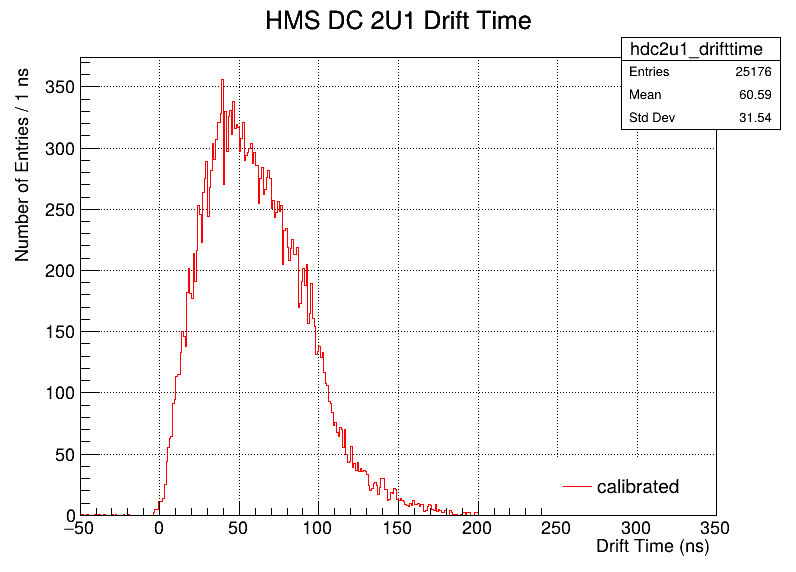 HMS DC 2U1 Drift Time
hdc2u1_drifttime
Entries 25176
Mean 60.59
Std Dev 31.54
Number of Entries / 1 ns
350
300
250
200
150
100
50
0
calibrated
−50 0 50 100 150 200 250 300 350
Drift Time (ns)